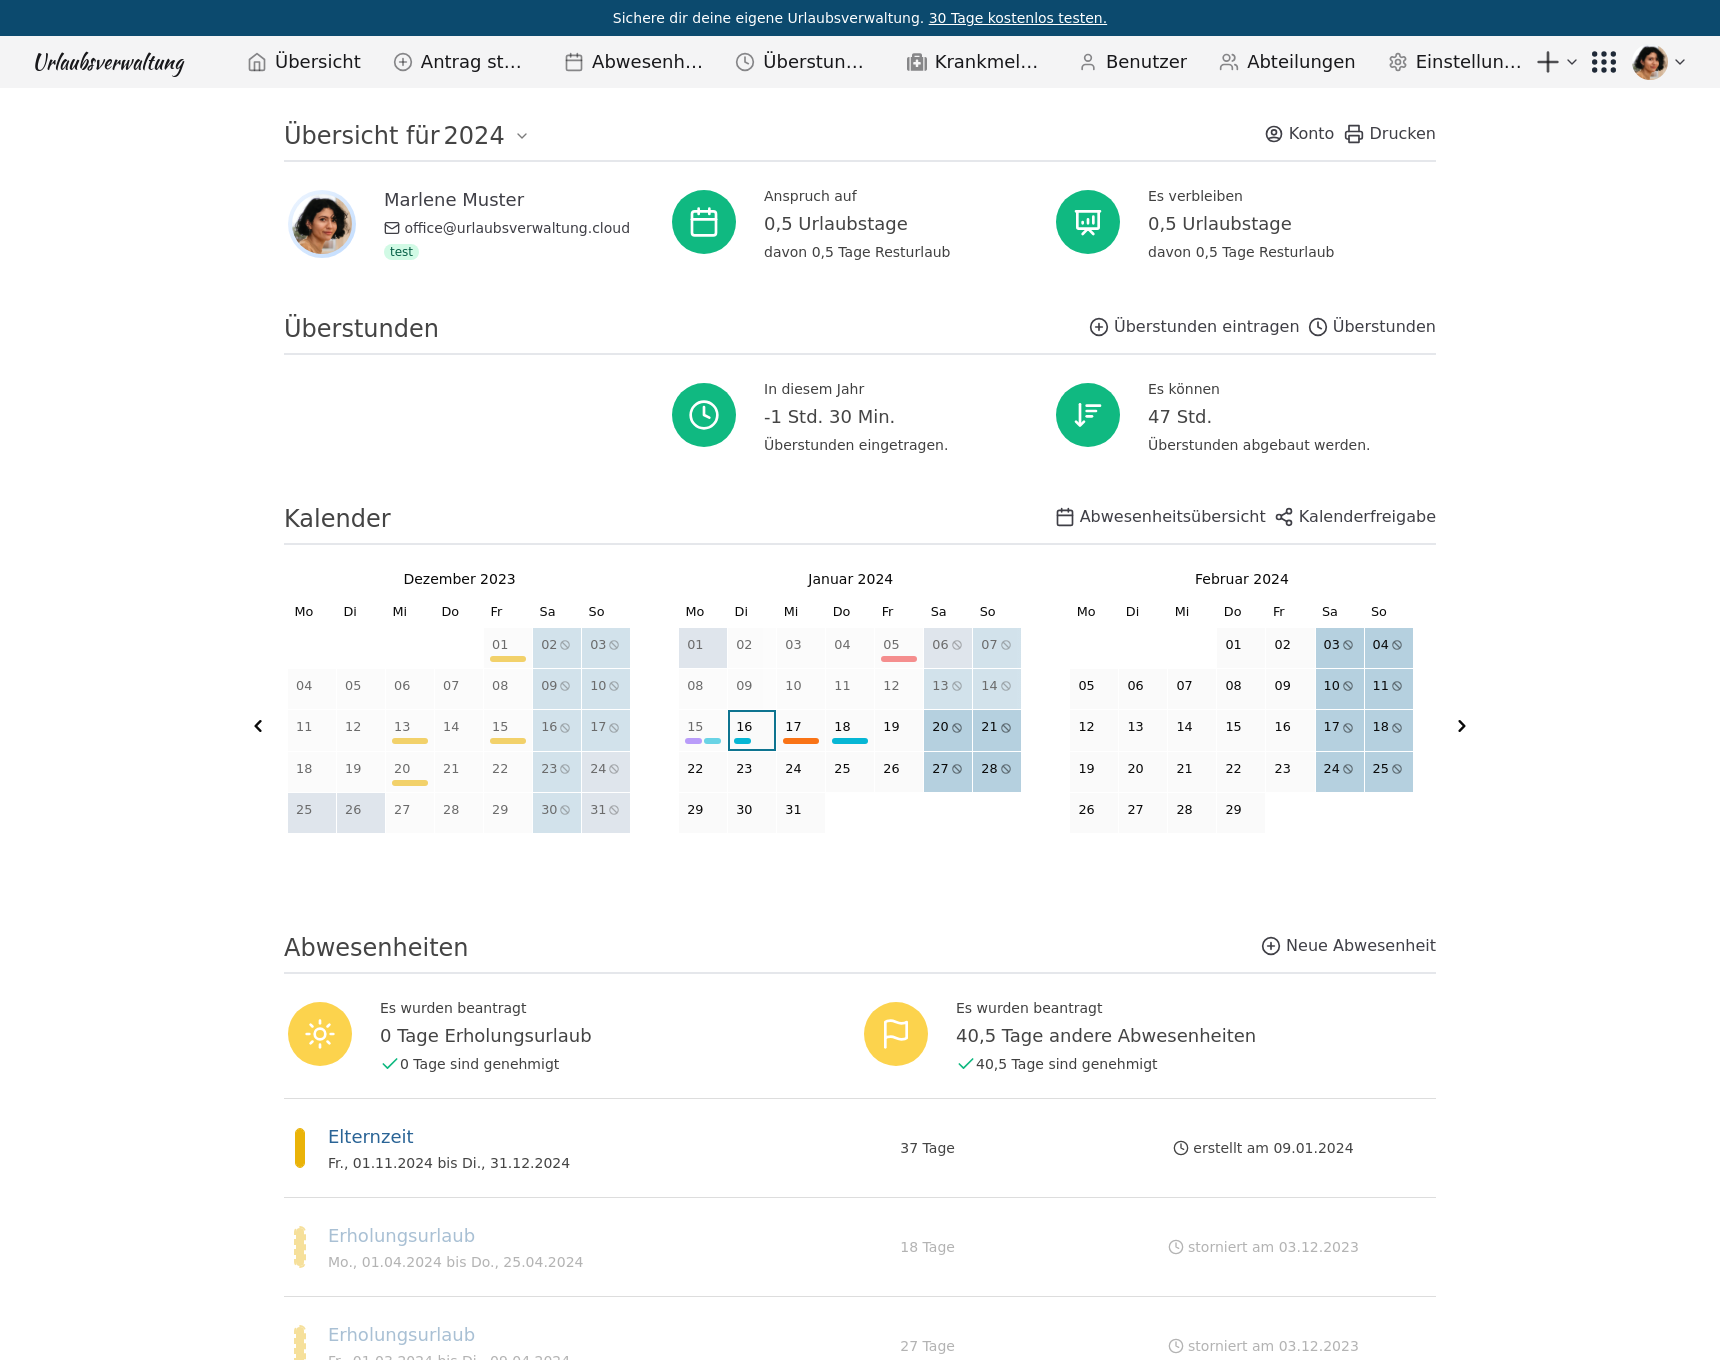 Sichere dir deine eigene Urlaubsverwaltung. 30 Tage kostenlos testen.
Urlaubsverwaltung Übersicht Antrag st... Abwesenh... Überstun... Krankmel... Benutzer Abteilungen Einstellun...
Übersicht für 2024 Konto Drucken
Marlene Muster
office@urlaubsverwaltung.cloud
test
Anspruch auf
0,5 Urlaubstage
davon 0,5 Tage Resturlaub
Es verbleiben
0,5 Urlaubstage
davon 0,5 Tage Resturlaub
Überstunden Überstunden eintragen Überstunden
In diesem Jahr
-1 Std. 30 Min.
Überstunden eingetragen.
Es können
47 Std.
Überstunden abgebaut werden.
Kalender Abwesenheitsübersicht Kalenderfreigabe
Dezember 2023
Mo Di Mi Do Fr Sa So
01 02 03
04 05 06 07 08 09 10
11 12 13 14 15 16 17
18 19 20 21 22 23 24
25 26 27 28 29 30 31
Januar 2024
Mo Di Mi Do Fr Sa So
01 02 03 04 05 06 07
08 09 10 11 12 13 14
15 16 17 18 19 20 21
22 23 24 25 26 27 28
29 30 31
Februar 2024
Mo Di Mi Do Fr Sa So
01 02 03 04
05 06 07 08 09 10 11
12 13 14 15 16 17 18
19 20 21 22 23 24 25
26 27 28 29
Abwesenheiten Neue Abwesenheit
Es wurden beantragt
0 Tage Erholungsurlaub
0 Tage sind genehmigt
Es wurden beantragt
40,5 Tage andere Abwesenheiten
40,5 Tage sind genehmigt
Elternzeit
Fr., 01.11.2024 bis Di., 31.12.2024
37 Tage
erstellt am 09.01.2024
Erholungsurlaub
Mo., 01.04.2024 bis Do., 25.04.2024
18 Tage
storniert am 03.12.2023
Erholungsurlaub
Fr., 01.03.2024 bis Di., 09.04.2024
27 Tage
storniert am 03.12.2023